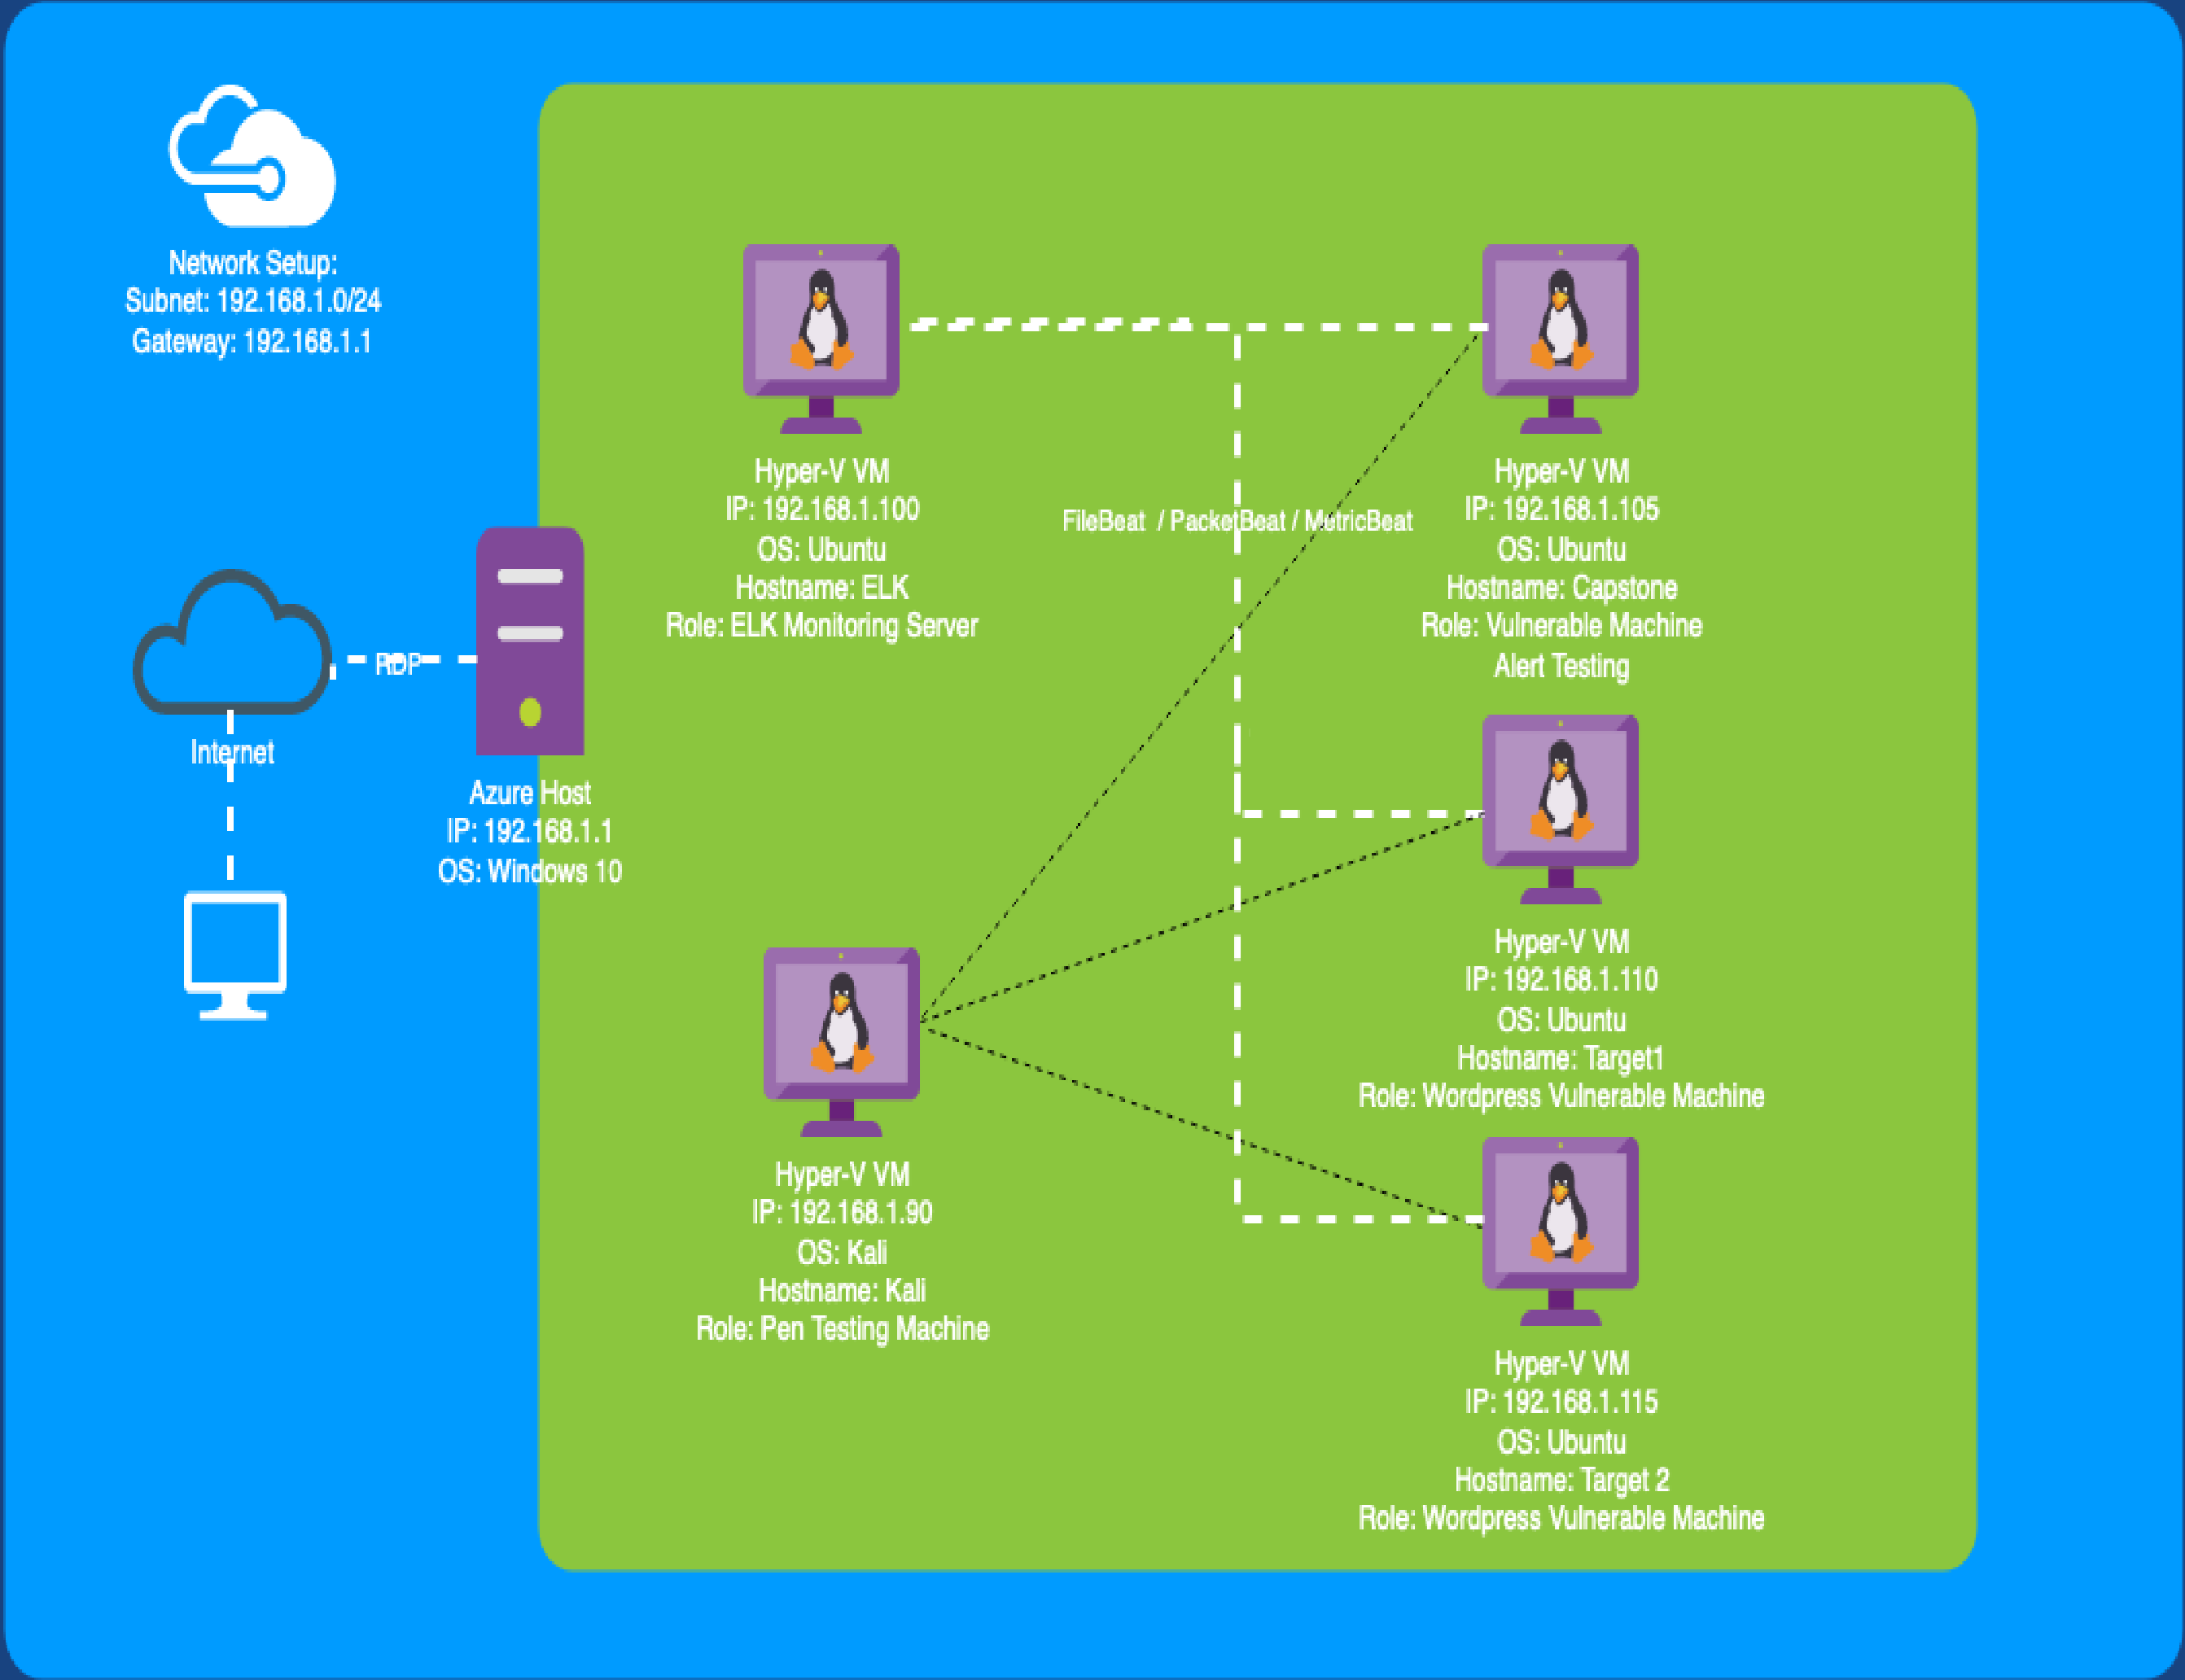 Network Setup:
Subnet: 192.168.1.0/24
Gateway: 192.168.1.1
Internet
RDP
Azure Host
IP: 192.168.1.1
OS: Windows 10
Hyper-V VM
IP: 192.168.1.100
OS: Ubuntu
Hostname: ELK
Role: ELK Monitoring Server
FileBeat / PacketBeat / MetricBeat
Hyper-V VM
IP: 192.168.1.105
OS: Ubuntu
Hostname: Capstone
Role: Vulnerable Machine
Alert Testing
Hyper-V VM
IP: 192.168.1.90
OS: Kali
Hostname: Kali
Role: Pen Testing Machine
Hyper-V VM
IP: 192.168.1.110
OS: Ubuntu
Hostname: Target1
Role: Wordpress Vulnerable Machine
Hyper-V VM
IP: 192.168.1.115
OS: Ubuntu
Hostname: Target 2
Role: Wordpress Vulnerable Machine